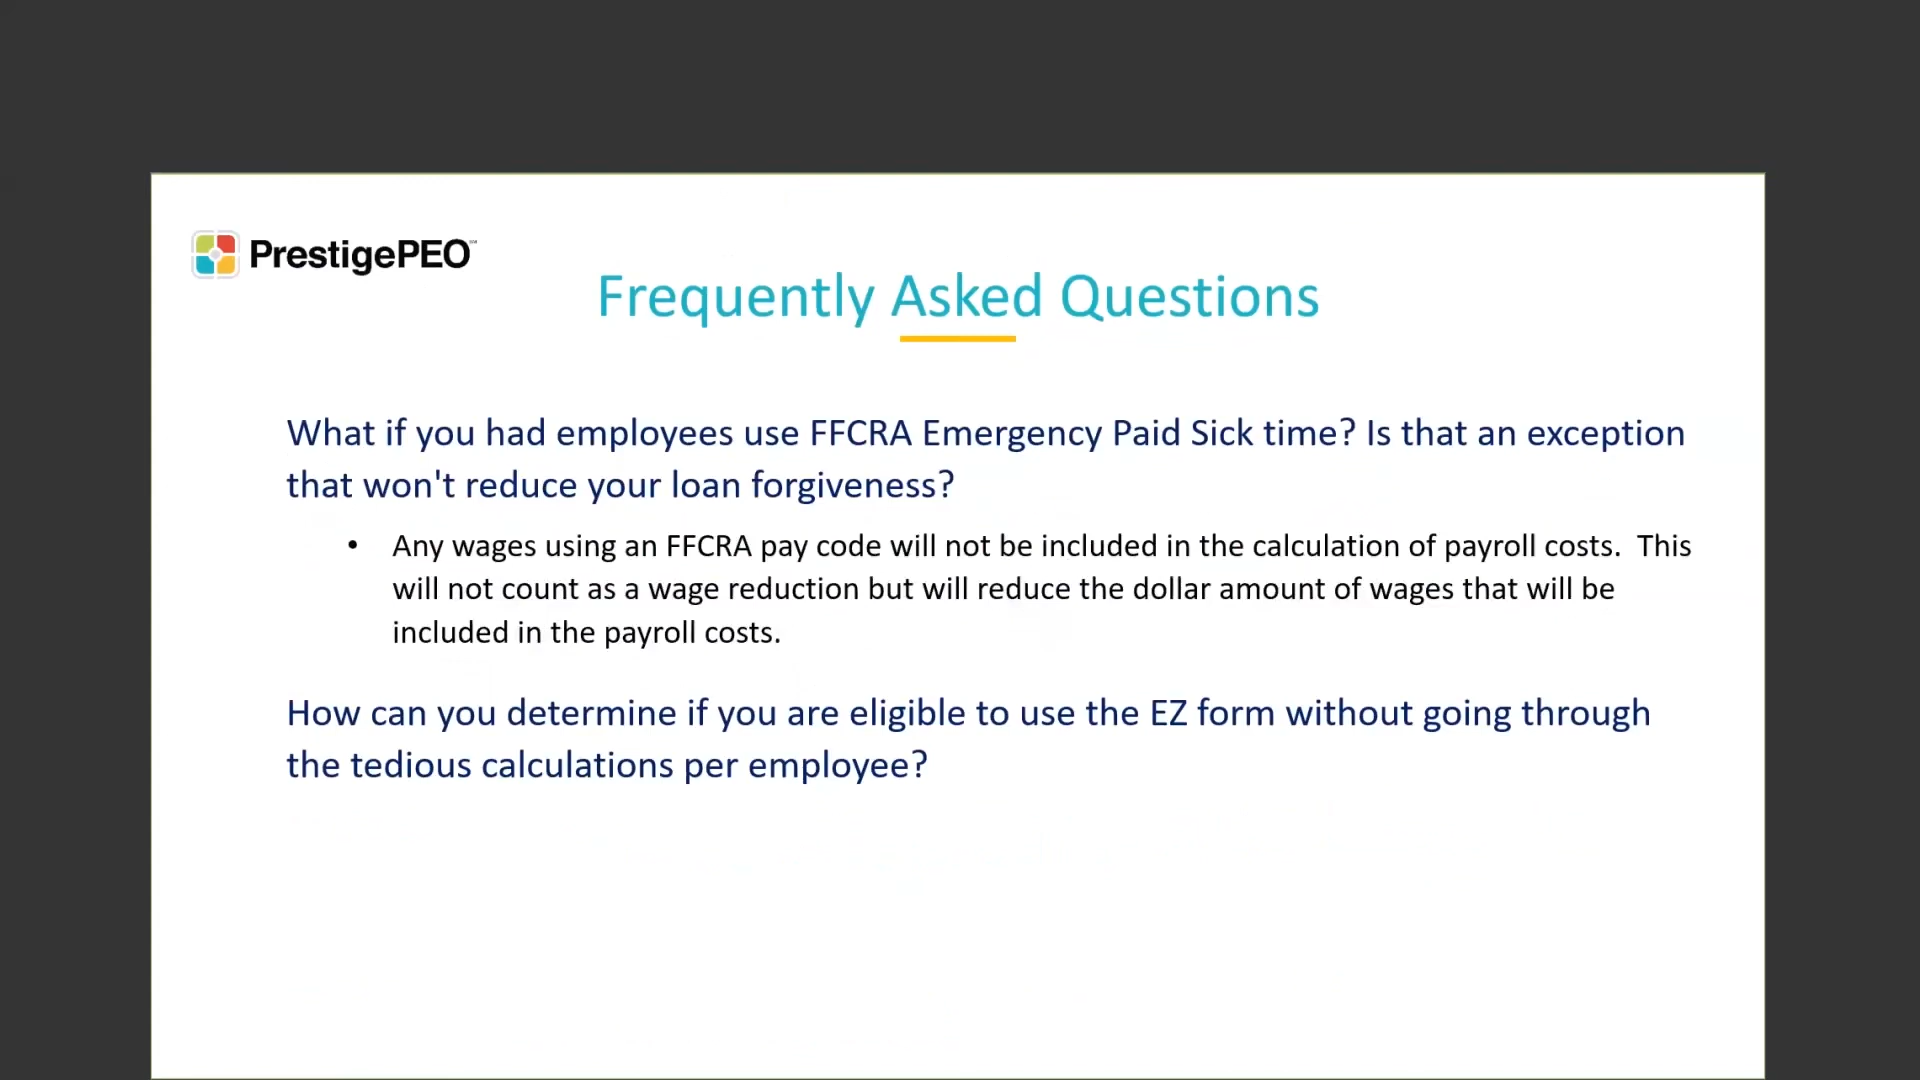 PrestigePEO℠
Frequently Asked Questions
What if you had employees use FFCRA Emergency Paid Sick time? Is that an exception
that won't reduce your loan forgiveness?
• Any wages using an FFCRA pay code will not be included in the calculation of payroll costs.  This
will not count as a wage reduction but will reduce the dollar amount of wages that will be
included in the payroll costs.
How can you determine if you are eligible to use the EZ form without going through
the tedious calculations per employee?